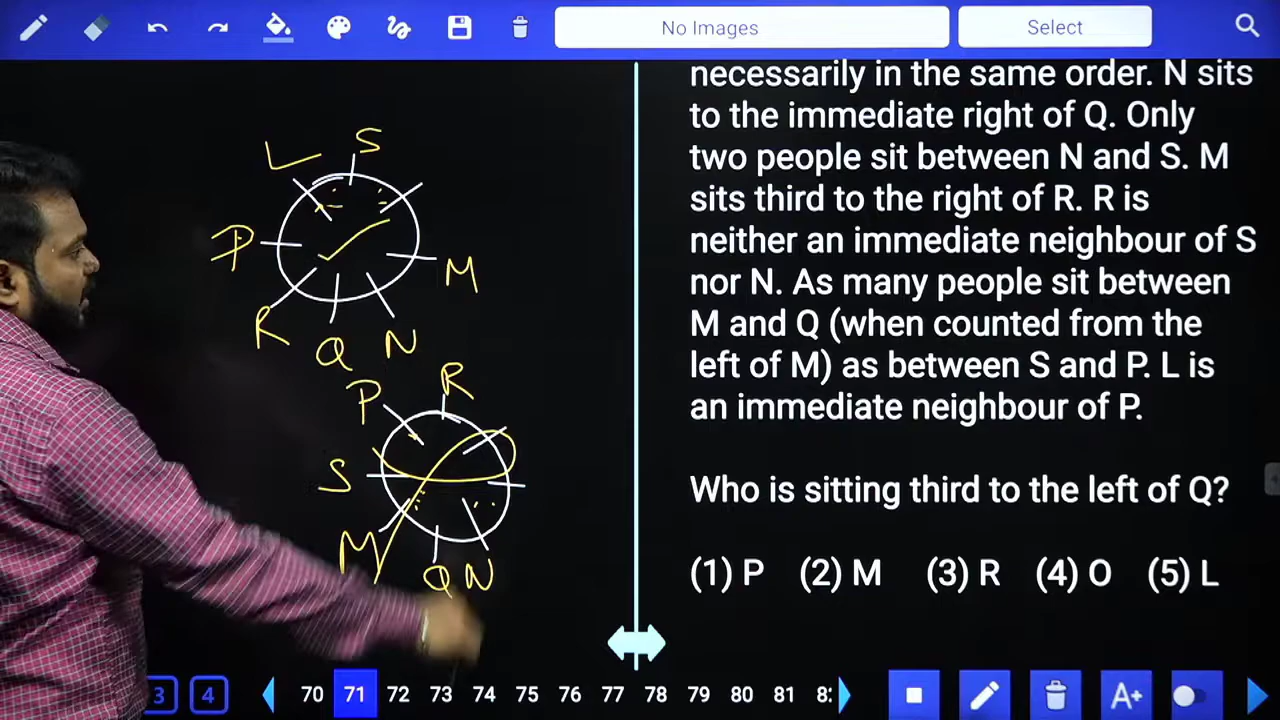 No Images
Select
necessarily in the same order. N sits
to the immediate right of Q. Only
two people sit between N and S. M
sits third to the right of R. R is
neither an immediate neighbour of S
nor N. As many people sit between
M and Q (when counted from the
left of M) as between S and P. L is
an immediate neighbour of P.
Who is sitting third to the left of Q?
(1) P (2) M (3) R (4) O (5) L
L S
P
M
R Q N
P R
S
M Q N
3 4 70 71 72 73 74 75 76 77 78 79 80 81
A+